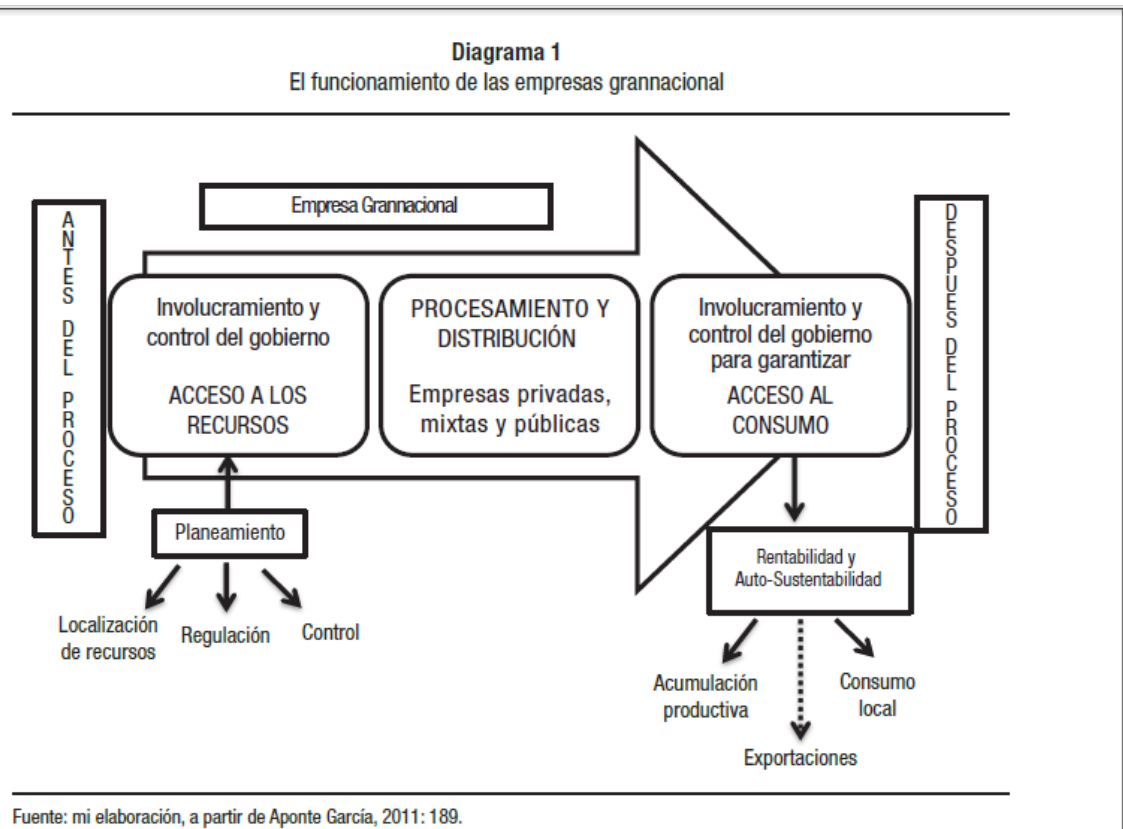 Diagrama 1
El funcionamiento de las empresas grannacional
Empresa Grannacional
ANTES DEL PROCESO
Involucramiento y
control del gobierno
ACCESO A LOS
RECURSOS
PROCESAMIENTO Y
DISTRIBUCIÓN
Empresas privadas,
mixtas y públicas
Involucramiento y
control del gobierno
para garantizar
ACCESO AL
CONSUMO
DESPUES DEL PROCESO
Planeamiento
Localización
de recursos
Regulación
Control
Rentabilidad y
Auto-Sustentabilidad
Acumulación
productiva
Consumo
local
Exportaciones
Fuente: mi elaboración, a partir de Aponte García, 2011: 189.